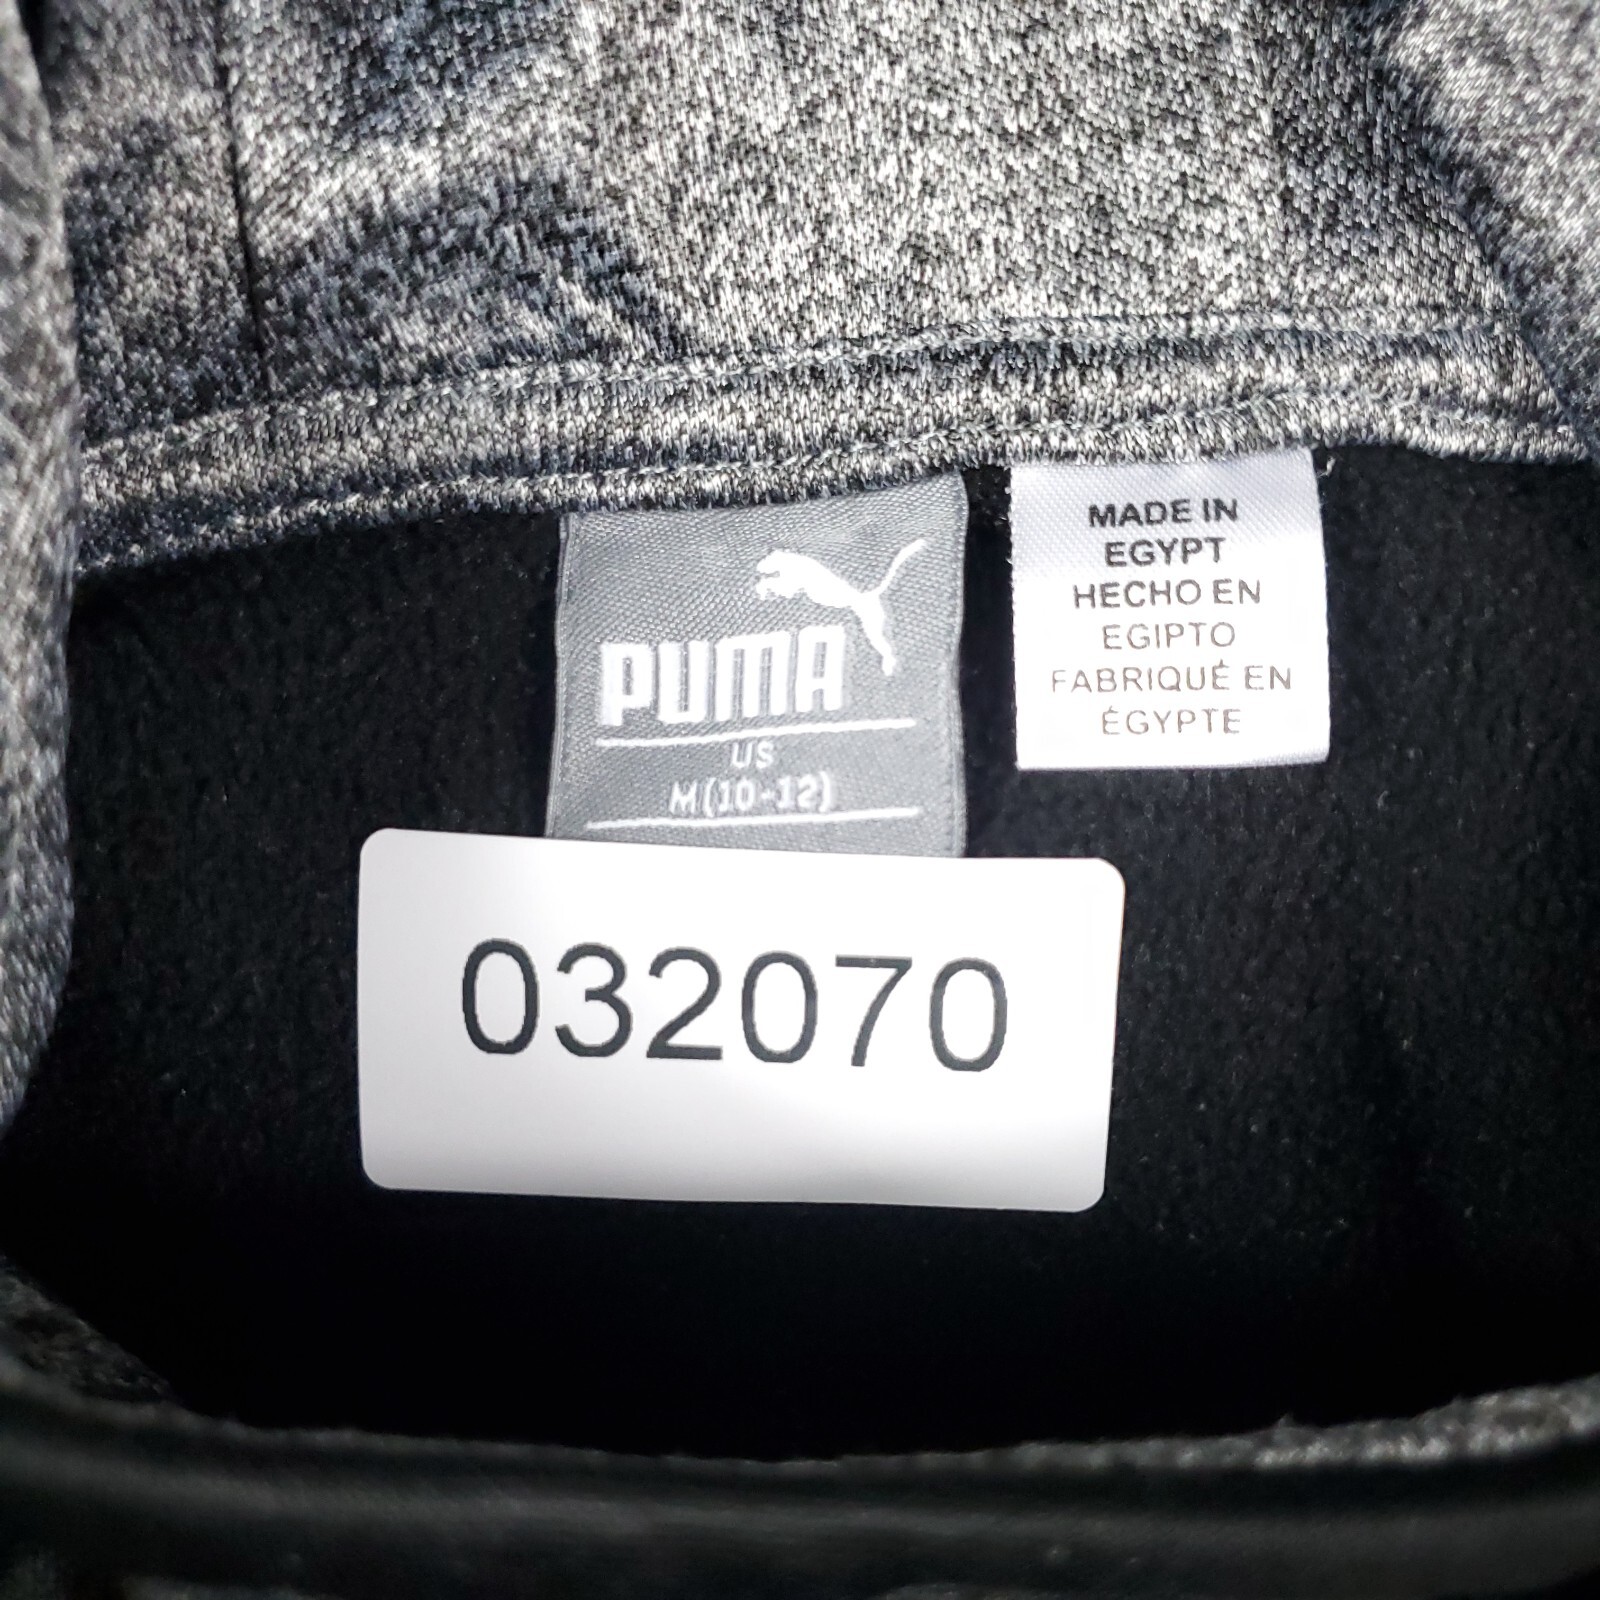 PUMA
US
M(10-12)
MADE IN
EGYPT
HECHO EN
EGIPTO
FABRIQUÉ EN
ÉGYPTE
032070